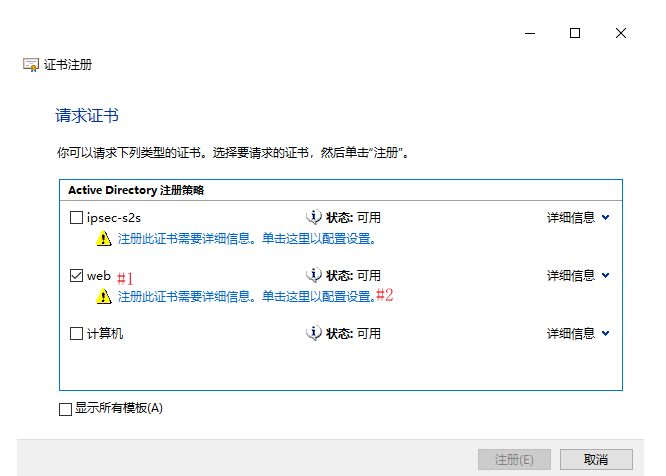 证书注册
请求证书
你可以请求下列类型的证书。选择要请求的证书，然后单击“注册”。
Active Directory 注册策略
ipsec-s2s 状态: 可用 详细信息
注册此证书需要详细信息。单击这里以配置设置。
web #1 状态: 可用 详细信息
注册此证书需要详细信息。单击这里以配置设置。#2
计算机 状态: 可用 详细信息
显示所有模板(A)
注册(E) 取消